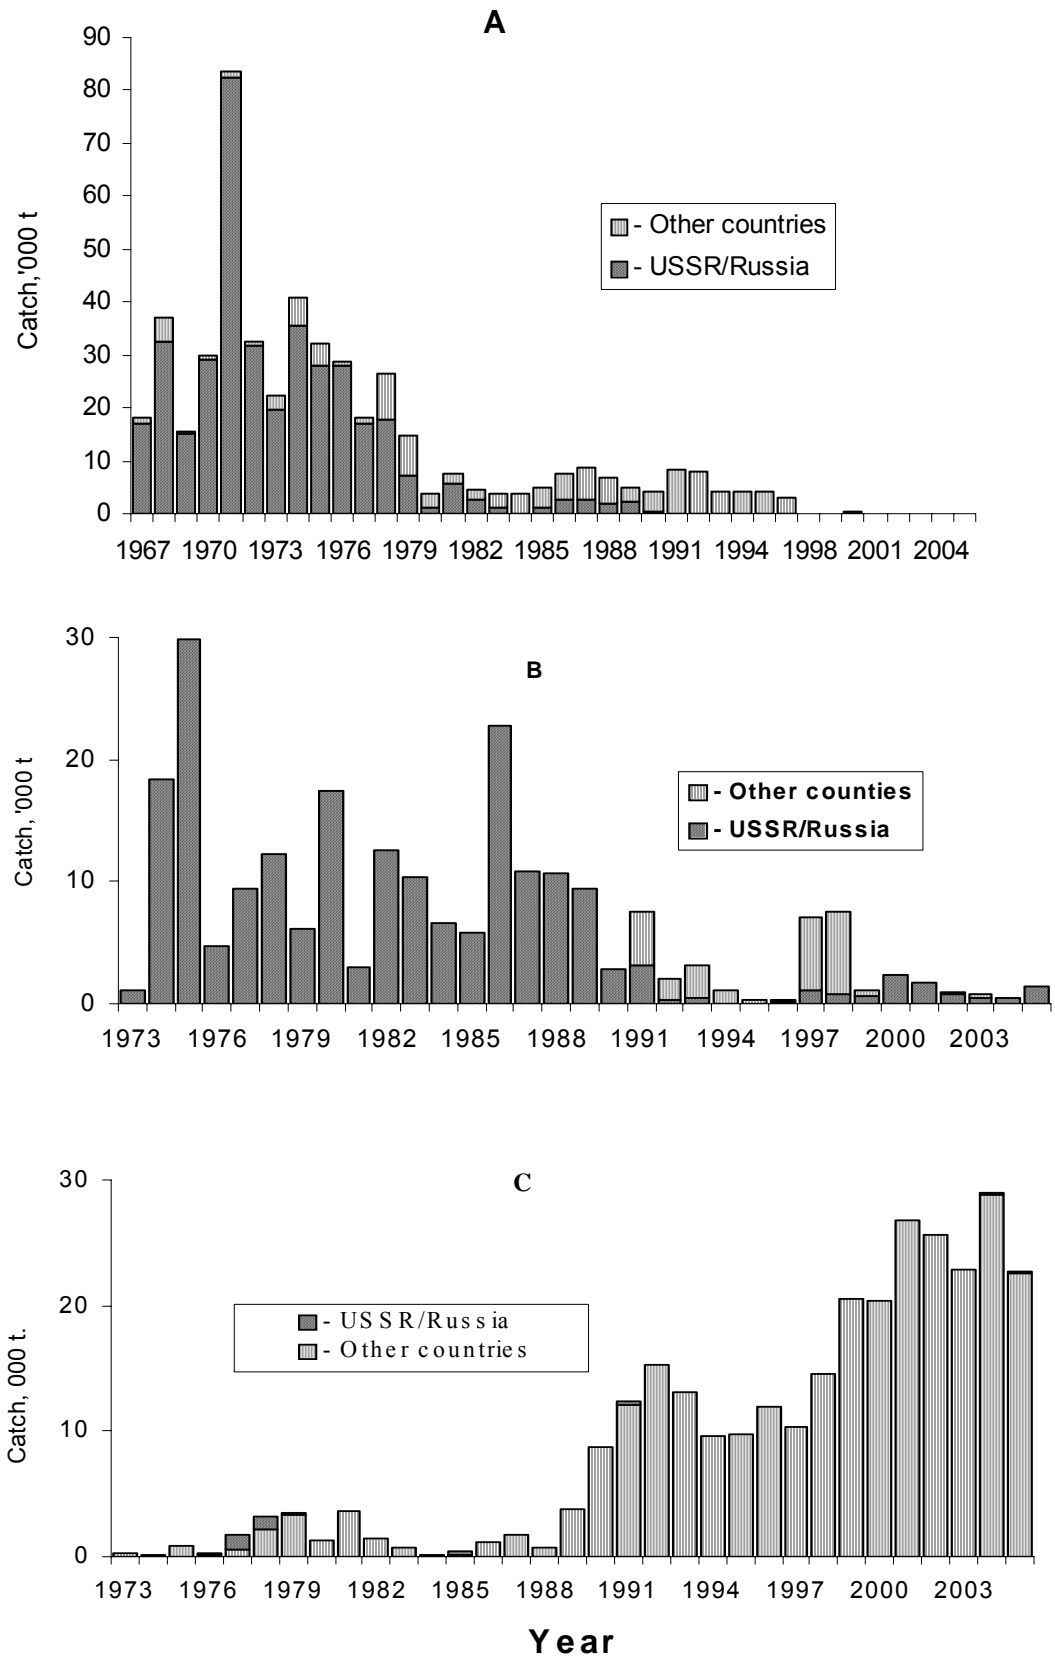 A
90
80
70
60
50
40
30
20
10
0
Catch,'000 t
- Other countries
- USSR/Russia
1967 1970 1973 1976 1979 1982 1985 1988 1991 1994 1998 2001 2004
B
30
20
10
0
Catch, '000 t
- Other counties
- USSR/Russia
1973 1976 1979 1982 1985 1988 1991 1994 1997 2000 2003
C
30
20
10
0
Catch, 000 t.
- USSR/Russia
- Other countries
1973 1976 1979 1982 1985 1988 1991 1994 1997 2000 2003
Year